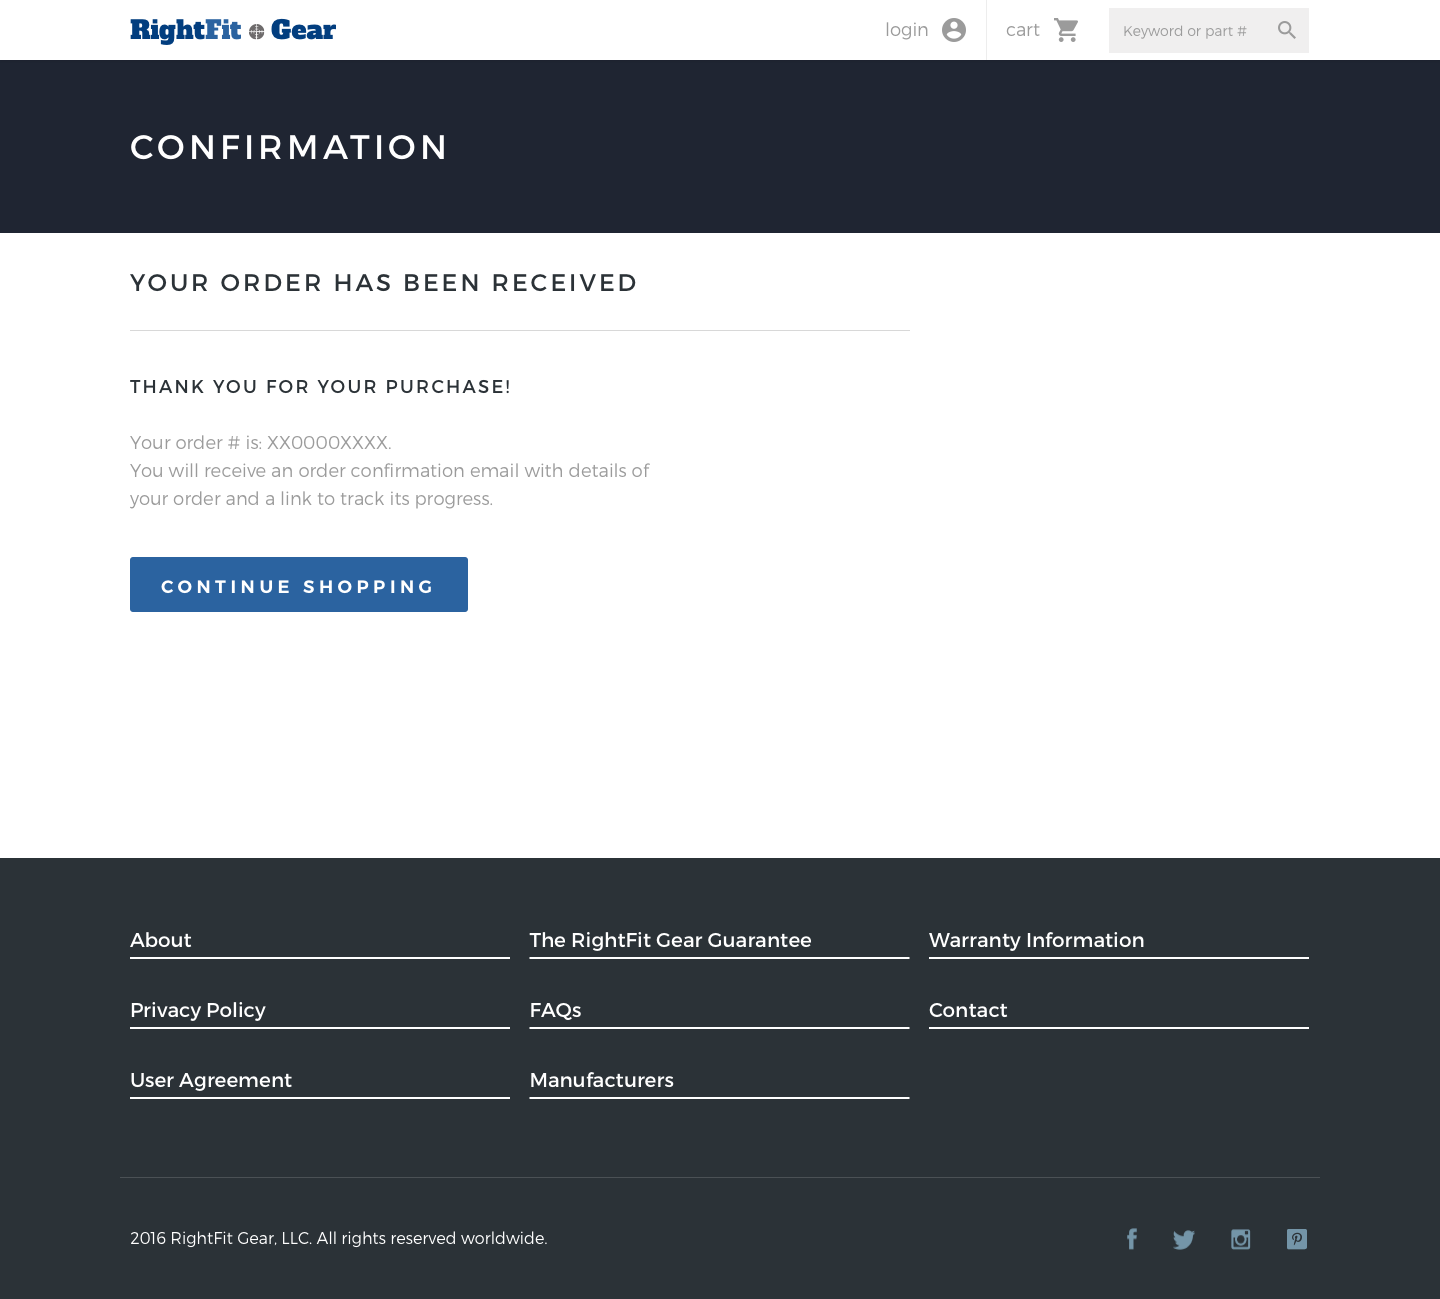 RightFit Gear
login
cart
Keyword or part #
CONFIRMATION
YOUR ORDER HAS BEEN RECEIVED
THANK YOU FOR YOUR PURCHASE!
Your order # is: XX0000XXXX.
You will receive an order confirmation email with details of
your order and a link to track its progress.
CONTINUE SHOPPING
About
The RightFit Gear Guarantee
Warranty Information
Privacy Policy
FAQs
Contact
User Agreement
Manufacturers
2016 RightFit Gear, LLC. All rights reserved worldwide.